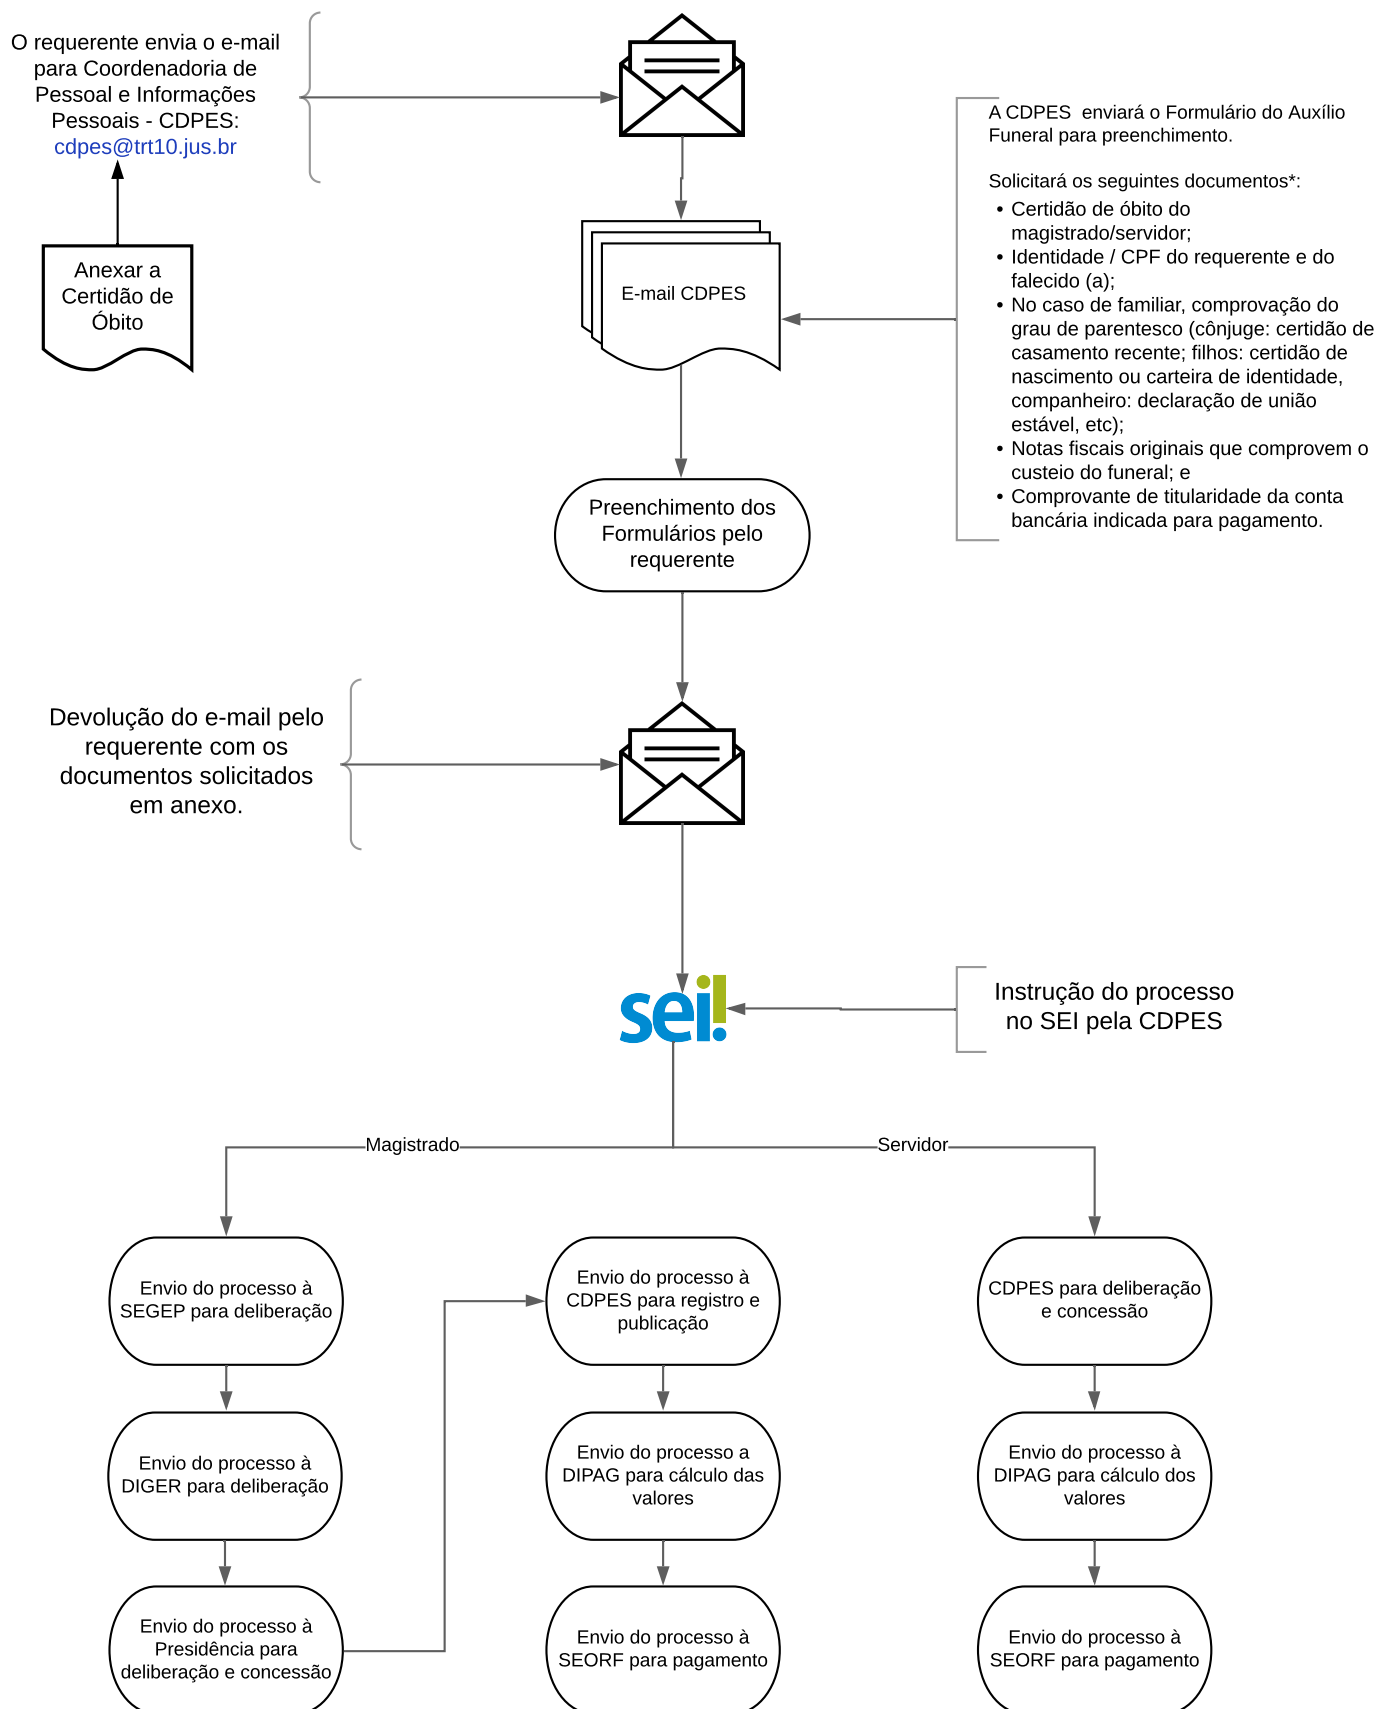 O requerente envia o e-mail
para Coordenadoria de
Pessoal e Informações
Pessoais - CDPES:
cdpes@trt10.jus.br
Anexar a
Certidão de
Óbito
A CDPES  enviará o Formulário do Auxílio
Funeral para preenchimento.
Solicitará os seguintes documentos*:
• Certidão de óbito do
magistrado/servidor;
• Identidade / CPF do requerente e do
falecido (a);
• No caso de familiar, comprovação do
grau de parentesco (cônjuge: certidão de
casamento recente; filhos: certidão de
nascimento ou carteira de identidade,
companheiro: declaração de união
estável, etc);
• Notas fiscais originais que comprovem o
custeio do funeral; e
• Comprovante de titularidade da conta
bancária indicada para pagamento.
E-mail CDPES
Preenchimento dos
Formulários pelo
requerente
Devolução do e-mail pelo
requerente com os
documentos solicitados
em anexo.
sei!
Instrução do processo
no SEI pela CDPES
Magistrado
Servidor
Envio do processo à
SEGEP para deliberação
Envio do processo à
DIGER para deliberação
Envio do processo à
Presidência para
deliberação e concessão
Envio do processo à
CDPES para registro e
publicação
Envio do processo a
DIPAG para cálculo das
valores
Envio do processo à
SEORF para pagamento
CDPES para deliberação
e concessão
Envio do processo à
DIPAG para cálculo dos
valores
Envio do processo à
SEORF para pagamento